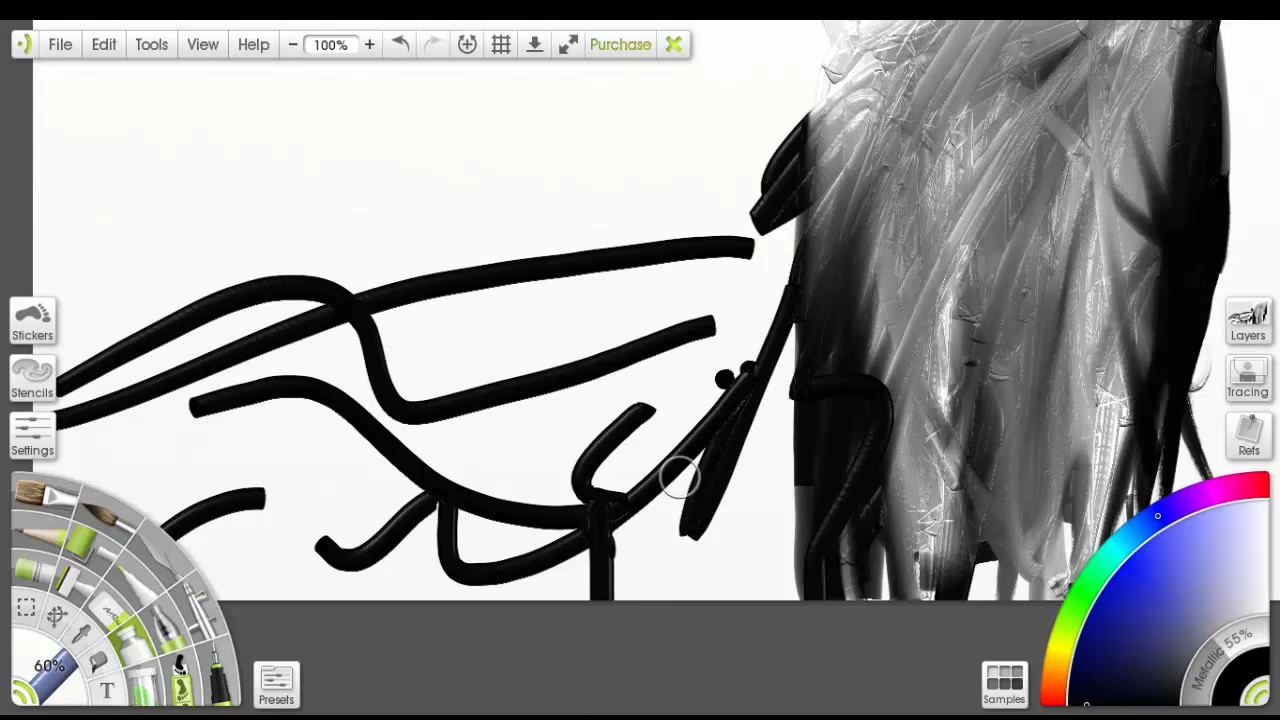 File Edit Tools View Help − 100% + Purchase
Stickers
Layers
Stencils
Tracing
Settings
Refs
60%
T
Presets
Samples
Metallic 55%